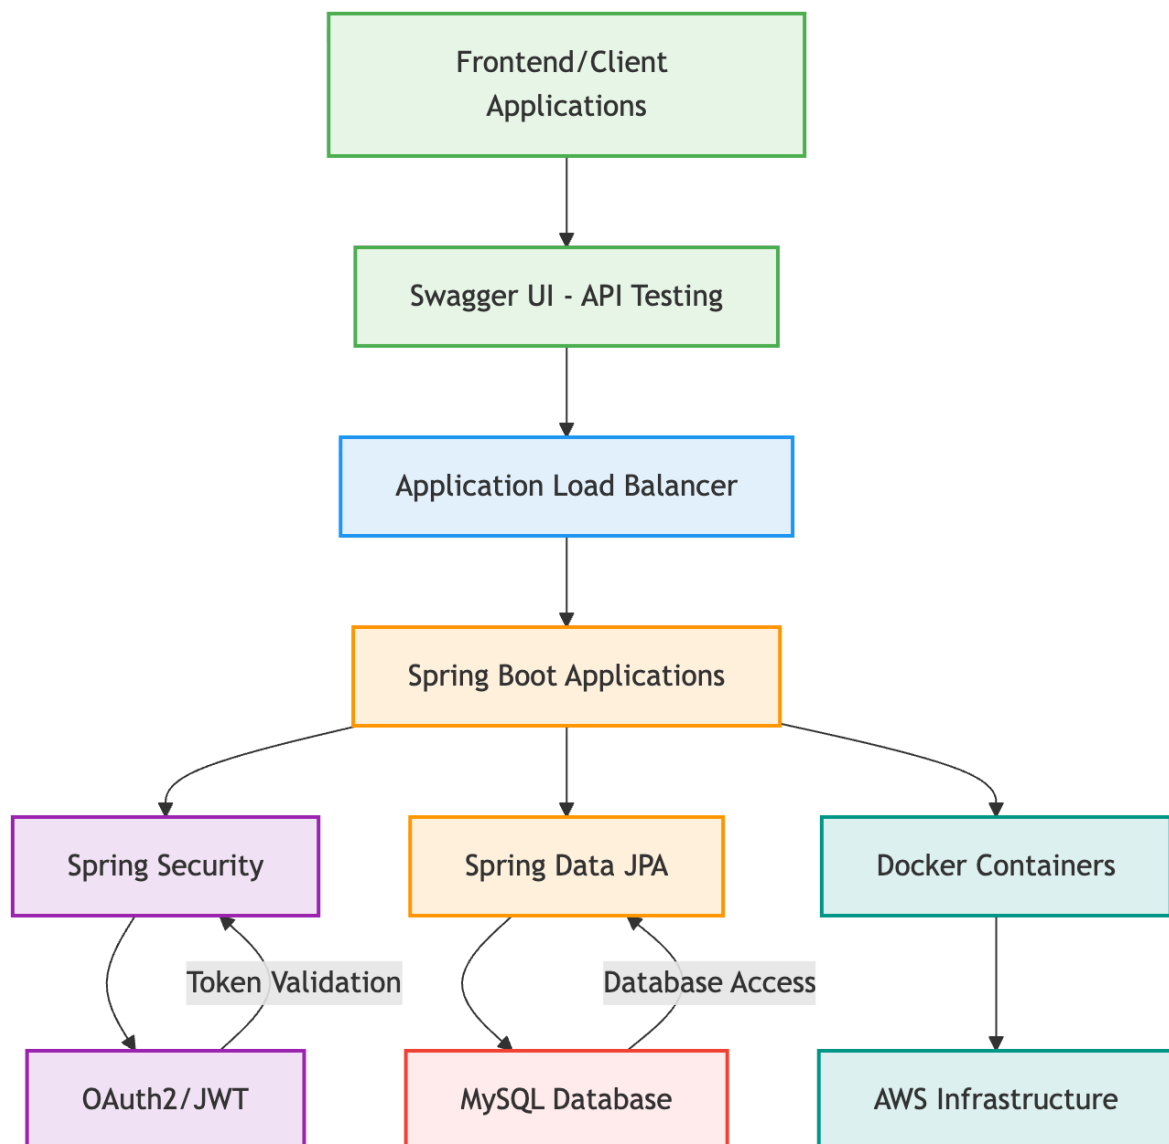 Frontend/Client
Applications
Swagger UI - API Testing
Application Load Balancer
Spring Boot Applications
Spring Security
Spring Data JPA
Docker Containers
Token Validation
Database Access
OAuth2/JWT
MySQL Database
AWS Infrastructure